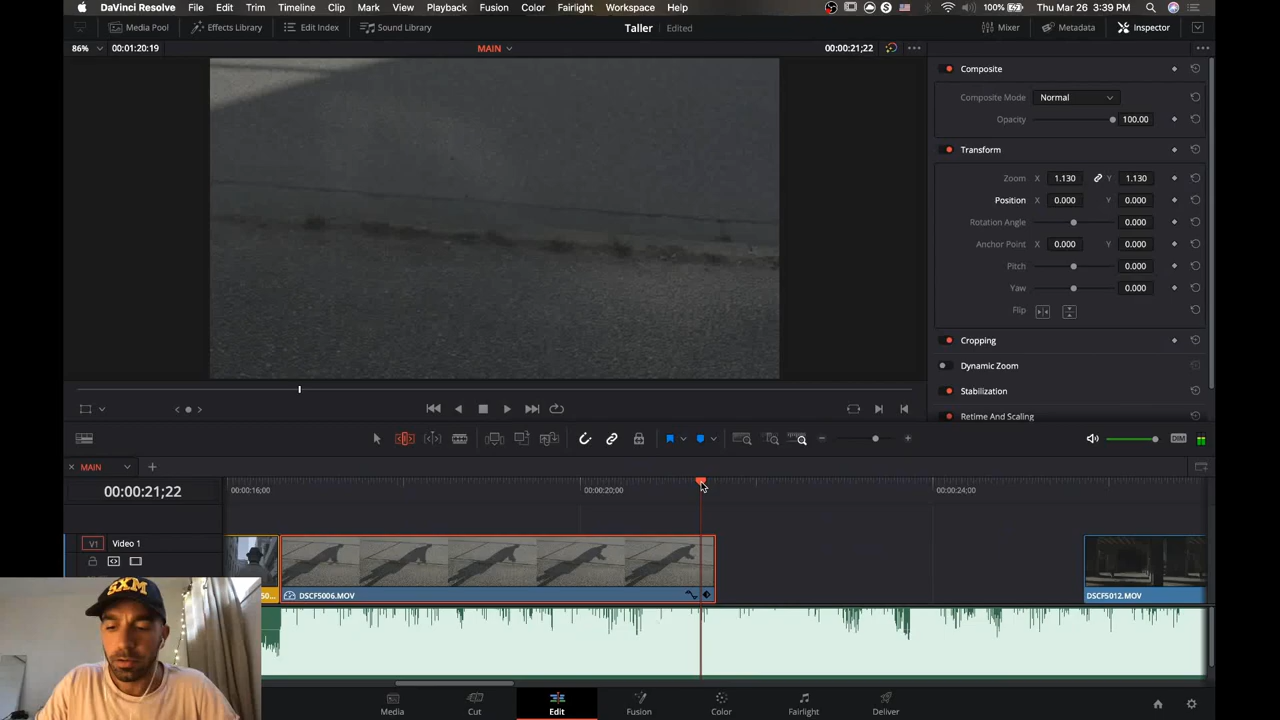 DaVinci Resolve File Edit Trim Timeline Clip Mark View Playback Fusion Color Fairlight Workspace Help 100% Thu Mar 26 3:39 PM
Media Pool Effects Library Edit Index Sound Library Taller Edited Mixer Metadata Inspector
86% 00:01:20:19 MAIN 00:00:21;22
Composite
Composite Mode Normal
Opacity 100.00
Transform
Zoom X 1.130 Y 1.130
Position X 0.000 Y 0.000
Rotation Angle 0.000
Anchor Point X 0.000 Y 0.000
Pitch 0.000
Yaw 0.000
Flip
Cropping
Dynamic Zoom
Stabilization
Retime And Scaling
DIM
MAIN
00:00:21;22 00:00:16;00 00:00:20;00 00:00:24;00
V1 Video 1
50... DSCF5006.MOV DSCF5012.MOV
SXM
Media Cut Edit Fusion Color Fairlight Deliver